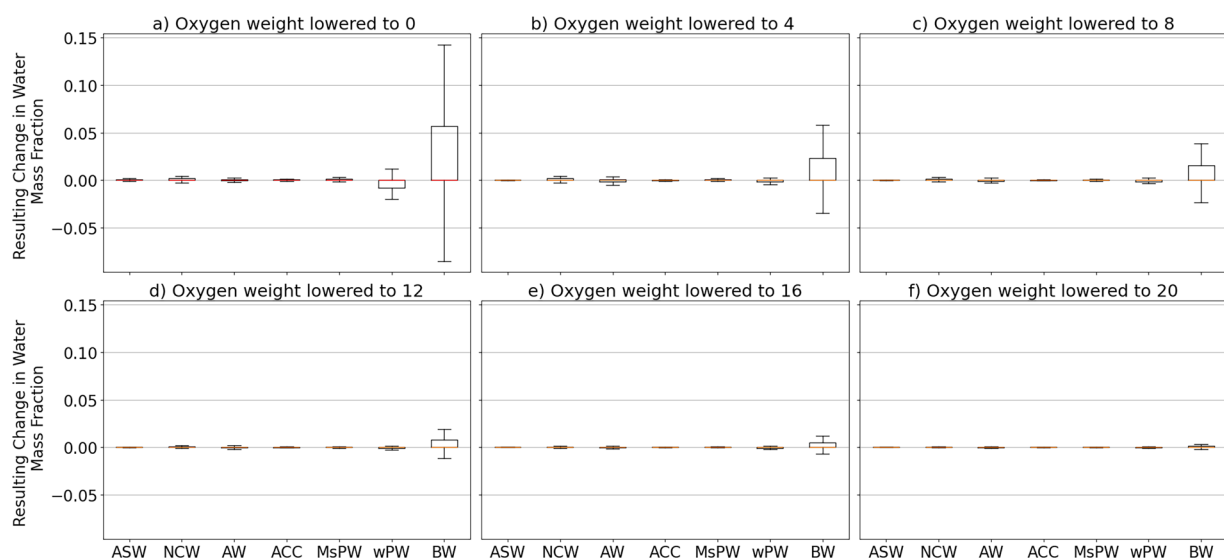 a) Oxygen weight lowered to 0
b) Oxygen weight lowered to 4
c) Oxygen weight lowered to 8
Resulting Change in Water
Mass Fraction
0.15
0.10
0.05
0.00
−0.05
d) Oxygen weight lowered to 12
e) Oxygen weight lowered to 16
f) Oxygen weight lowered to 20
Resulting Change in Water
Mass Fraction
0.15
0.10
0.05
0.00
−0.05
ASW NCW AW ACC MsPW wPW BW
ASW NCW AW ACC MsPW wPW BW
ASW NCW AW ACC MsPW wPW BW